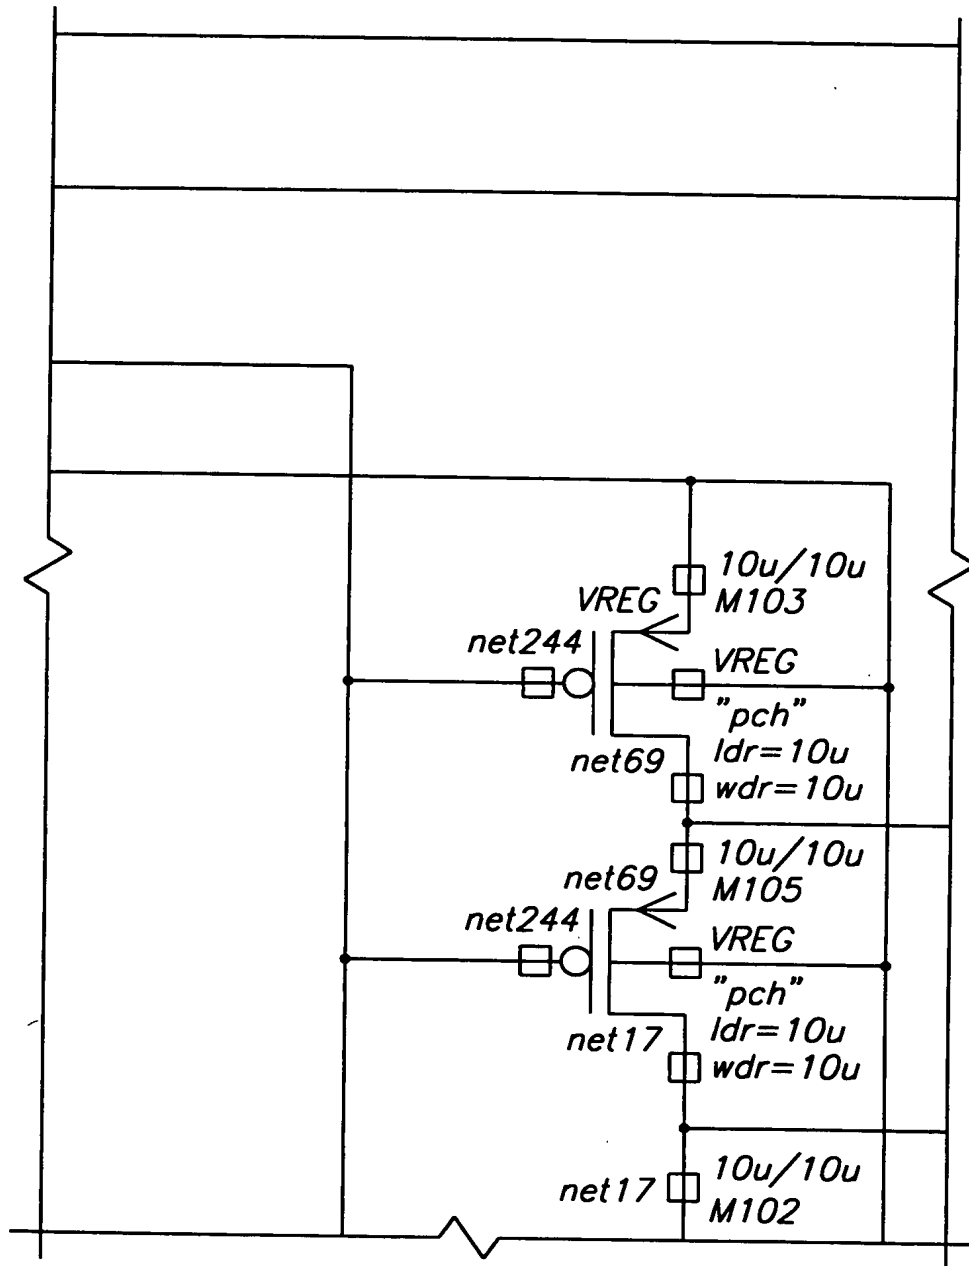 10u/10u
VREG
M103
net244
VREG
"pch"
ldr=10u
net69
wdr=10u
10u/10u
net69
M105
net244
VREG
"pch"
ldr=10u
net17
wdr=10u
10u/10u
net17
M102